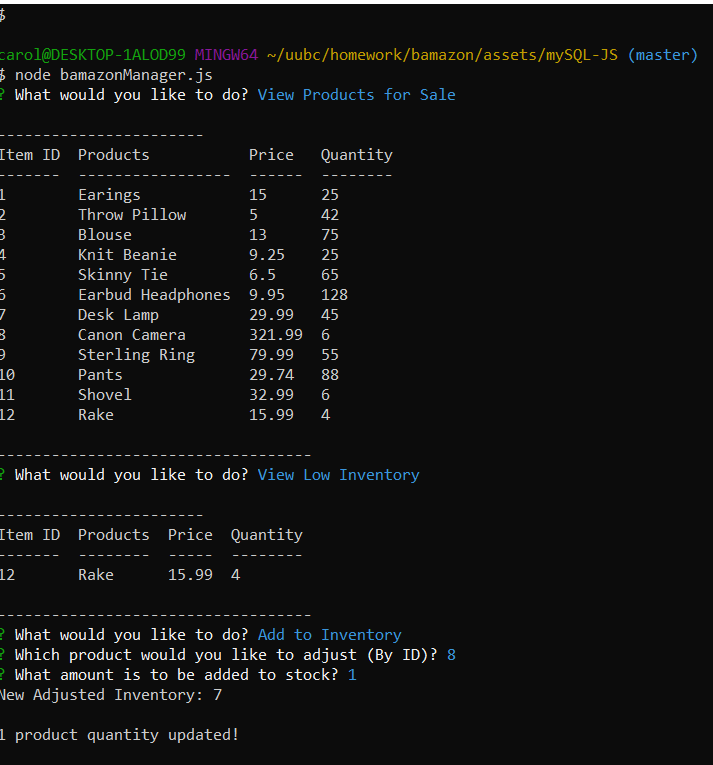 $
carol@DESKTOP-1ALOD99 MINGW64 ~/uubc/homework/bamazon/assets/mySQL-JS (master)
$ node bamazonManager.js
? What would you like to do? View Products for Sale
-----------------------
Item ID  Products           Price   Quantity
-------  -----------------  ------  --------
1        Earings            15      25
2        Throw Pillow       5       42
3        Blouse             13      75
4        Knit Beanie        9.25    25
5        Skinny Tie         6.5     65
6        Earbud Headphones  9.95    128
7        Desk Lamp          29.99   45
8        Canon Camera       321.99  6
9        Sterling Ring      79.99   55
10       Pants              29.74   88
11       Shovel             32.99   6
12       Rake               15.99   4
-----------------------------------
? What would you like to do? View Low Inventory
-----------------------
Item ID  Products  Price  Quantity
-------  --------  -----  --------
12       Rake      15.99  4
-----------------------------------
? What would you like to do? Add to Inventory
? Which product would you like to adjust (By ID)? 8
? What amount is to be added to stock? 1
New Adjusted Inventory: 7
1 product quantity updated!